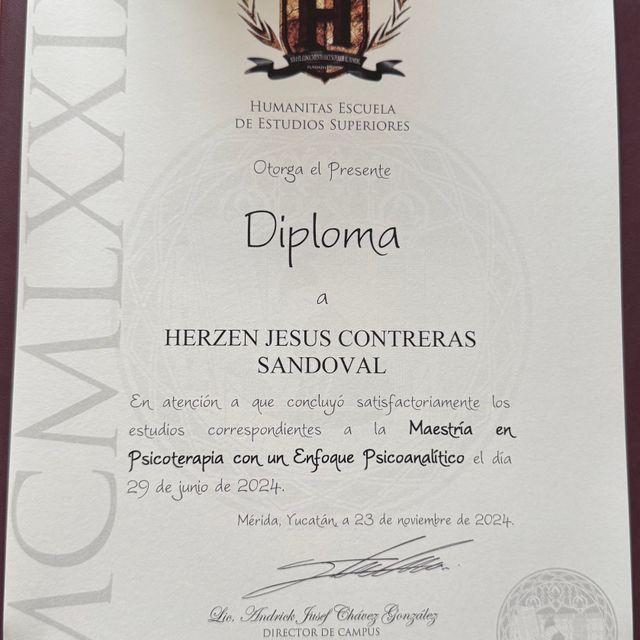 HUMANITAS ESCUELA
DE ESTUDIOS SUPERIORES
Otorga el Presente
Diploma
a
HERZEN JESUS CONTRERAS
SANDOVAL
En atención a que concluyó satisfactoriamente los
estudios correspondientes a la Maestría en
Psicoterapia con un Enfoque Psicoanalítico el día
29 de junio de 2024.
Mérida, Yucatán, a 23 de noviembre de 2024.
Lic. Andrick Jusef Chávez González
DIRECTOR DE CAMPUS
MCMLXXIX
H